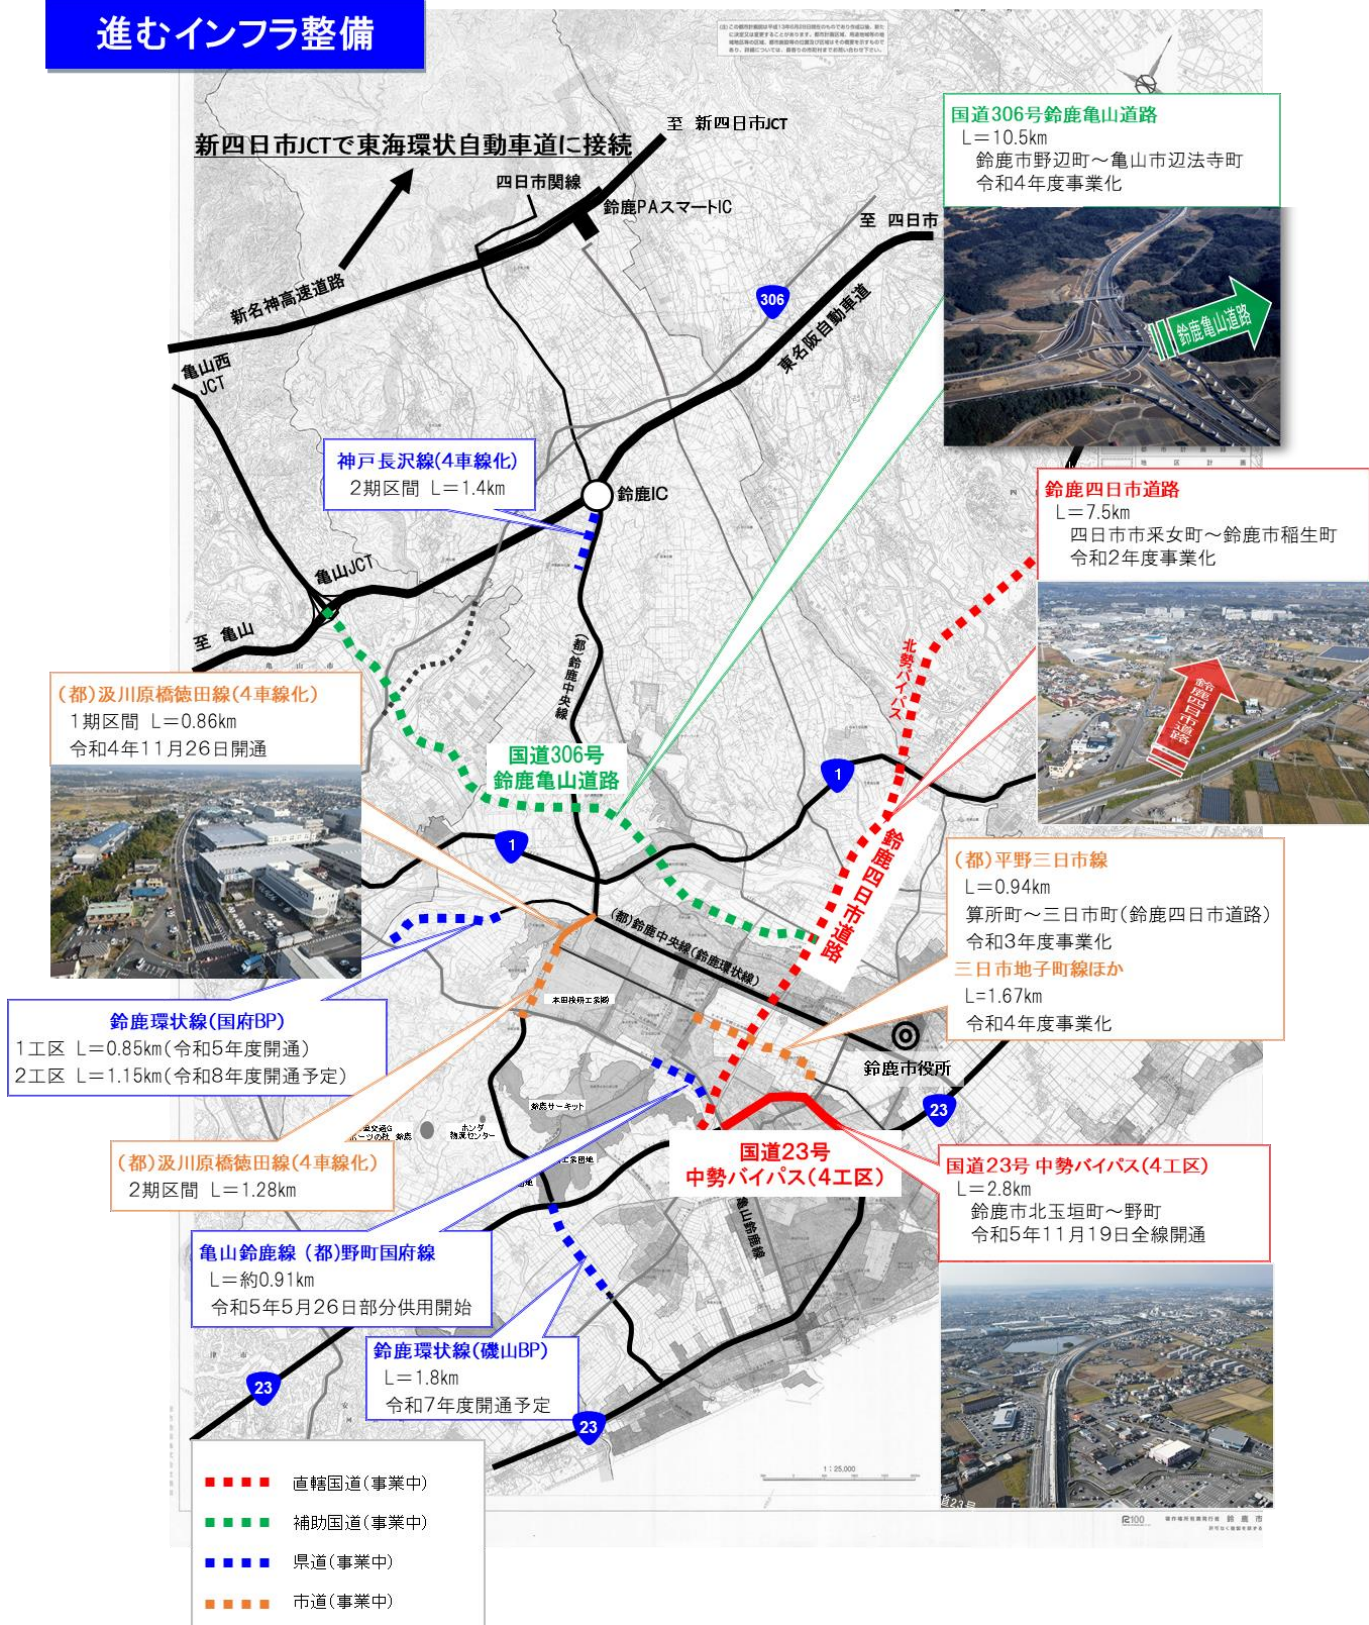 進むインフラ整備
新四日市JCTで東海環状自動車道に接続
至 新四日市JCT
四日市関線
鈴鹿PAスマートIC
至 四日市
新名神高速道路
306
東名阪自動車道
亀山西
JCT
国道306号鈴鹿亀山道路
L=10.5km
鈴鹿市野辺町~亀山市辺法寺町
令和4年度事業化
鈴鹿亀山道路
神戸長沢線(4車線化)
2期区間 L=1.4km
鈴鹿IC
鈴鹿四日市道路
L=7.5km
四日市市采女町~鈴鹿市稲生町
令和2年度事業化
鈴鹿四日市道路
亀山JCT
至 亀山
亀山市
(都)鈴鹿中央線
北勢バイパス
(都)汲川原橋徳田線(4車線化)
1期区間 L=0.86km
令和4年11月26日開通
国道306号
鈴鹿亀山道路
1
1
鈴鹿四日市道路
(都)平野三日市線
L=0.94km
算所町~三日市町(鈴鹿四日市道路)
令和3年度事業化
三日市地子町線ほか
L=1.67km
令和4年度事業化
(都)鈴鹿中央線(鈴鹿環状線)
本田技研工業㈱
鈴鹿環状線(国府BP)
1工区 L=0.85km(令和5年度開通)
2工区 L=1.15km(令和8年度開通予定)
鈴鹿市役所
鈴鹿サーキット
ホンダ
物流センター
23
(都)汲川原橋徳田線(4車線化)
2期区間 L=1.28km
国道23号
中勢バイパス(4工区)
国道23号 中勢バイパス(4工区)
L=2.8km
鈴鹿市北玉垣町~野町
令和5年11月19日全線開通
亀山鈴鹿線
亀山鈴鹿線 (都)野町国府線
L=約0.91km
令和5年5月26日部分供用開始
鈴鹿環状線(磯山BP)
L=1.8km
令和7年度開通予定
23
23
1:25,000
直轄国道(事業中)
補助国道(事業中)
県道(事業中)
市道(事業中)